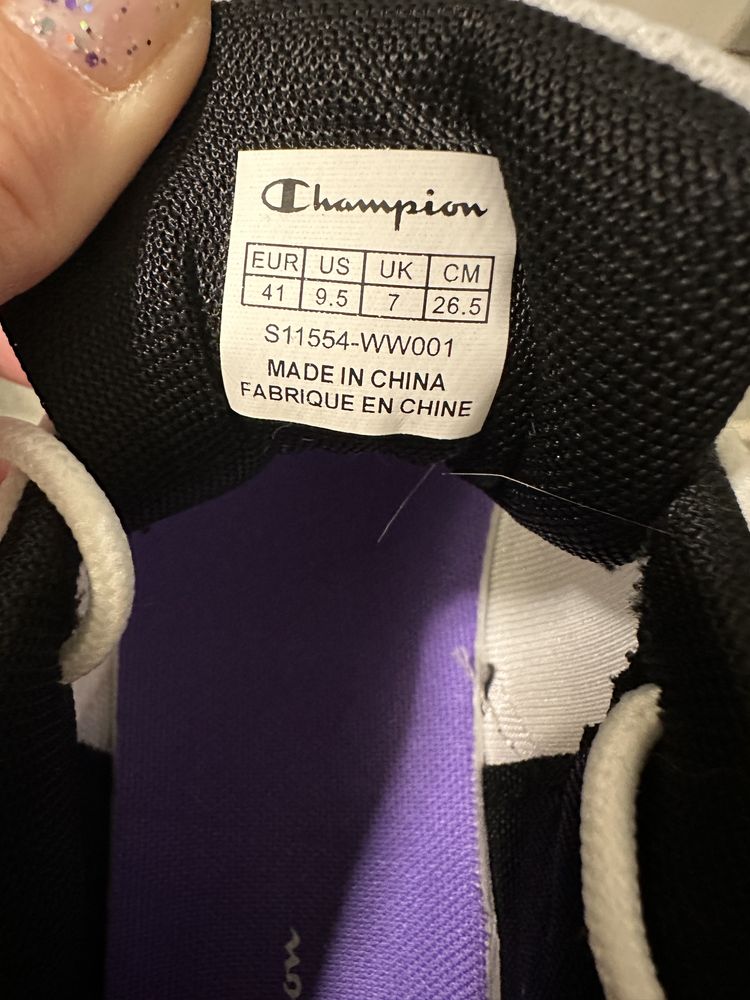 Champion
EUR US UK CM
41 9.5 7 26.5
S11554-WW001
MADE IN CHINA
FABRIQUE EN CHINE
on